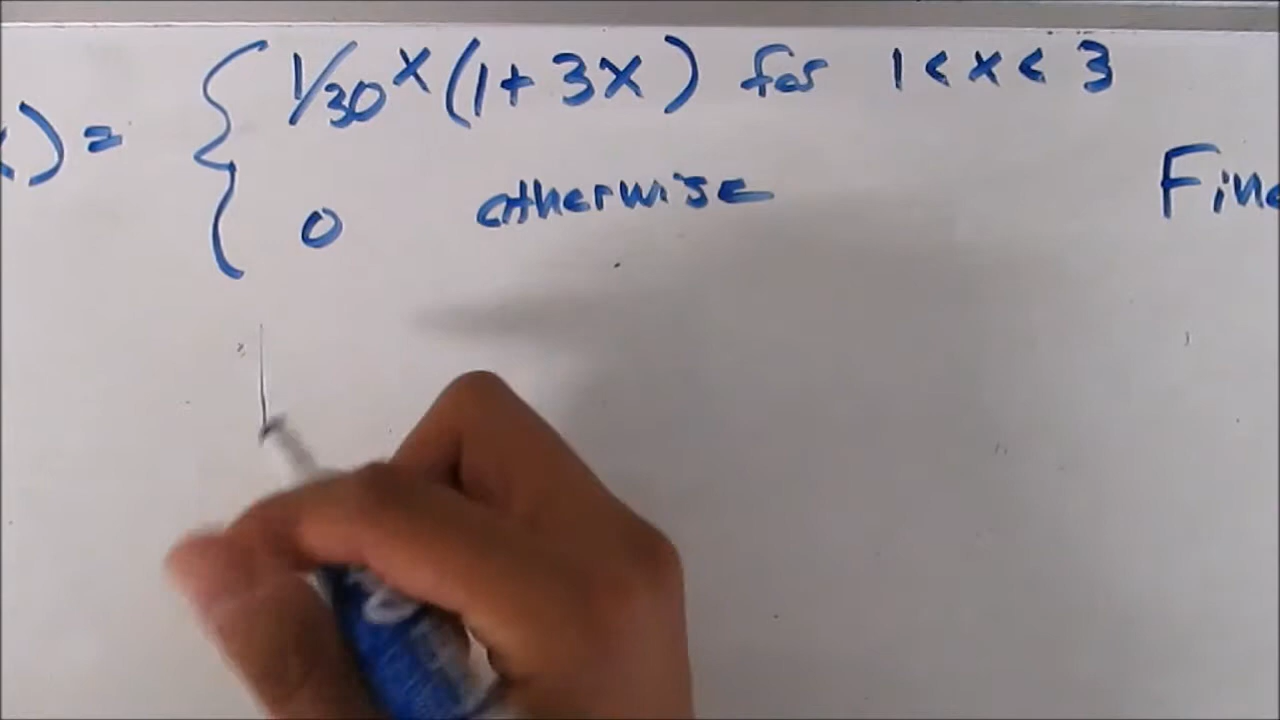 ) = { 1/30 x (1 + 3x) for 1 < x < 3
0 otherwise
Fin